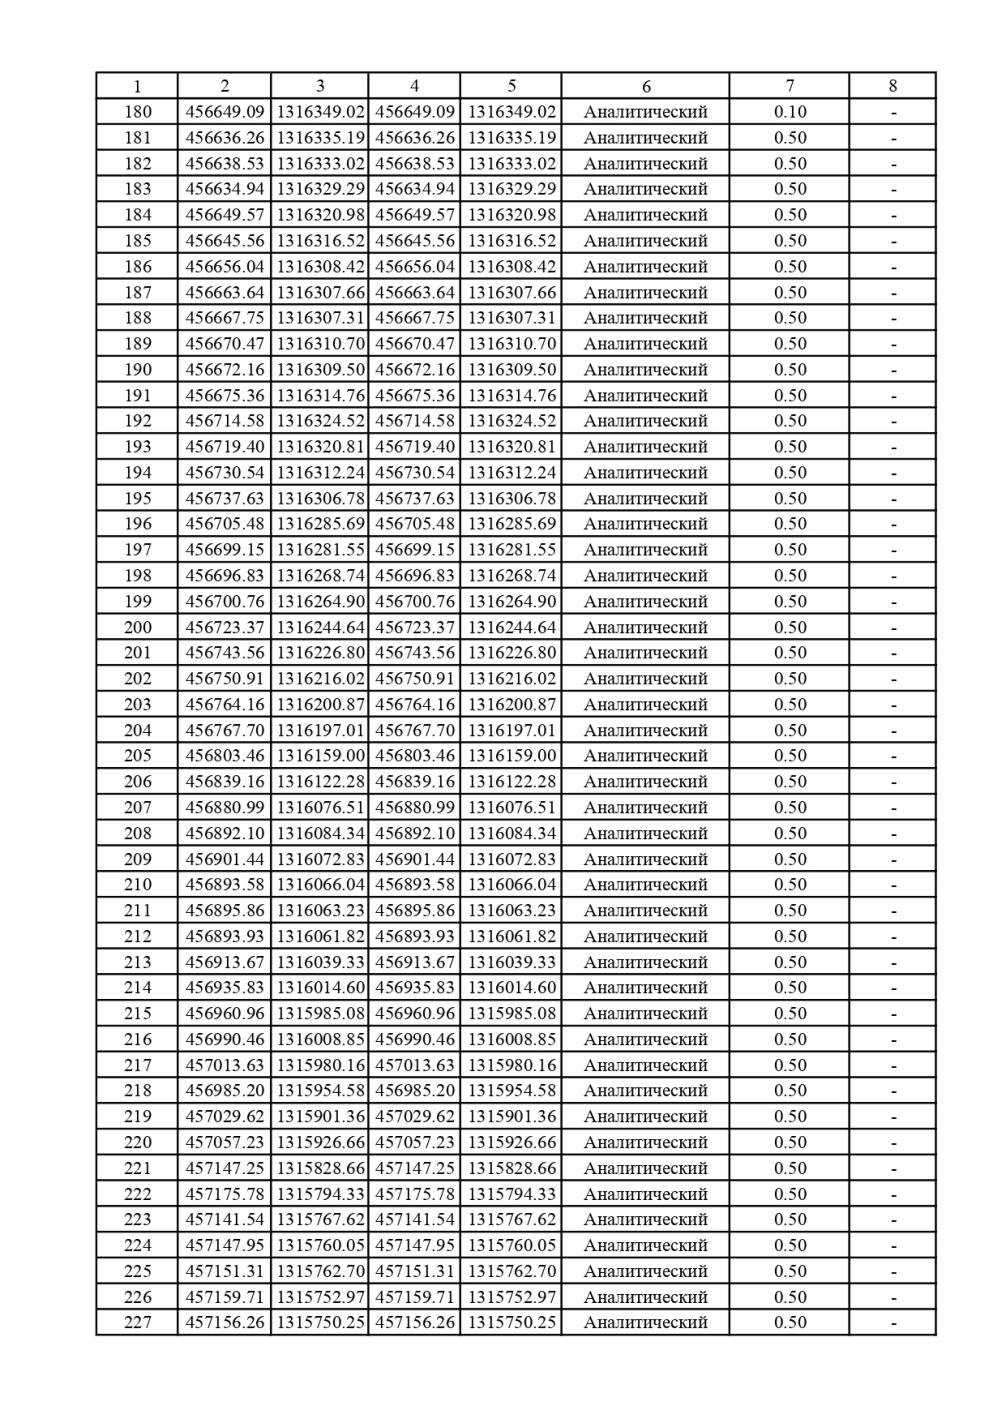 1 2 3 4 5 6 7 8
180 456649.09 1316349.02 456649.09 1316349.02 Аналитический 0.10 -
181 456636.26 1316335.19 456636.26 1316335.19 Аналитический 0.50 -
182 456638.53 1316333.02 456638.53 1316333.02 Аналитический 0.50 -
183 456634.94 1316329.29 456634.94 1316329.29 Аналитический 0.50 -
184 456649.57 1316320.98 456649.57 1316320.98 Аналитический 0.50 -
185 456645.56 1316316.52 456645.56 1316316.52 Аналитический 0.50 -
186 456656.04 1316308.42 456656.04 1316308.42 Аналитический 0.50 -
187 456663.64 1316307.66 456663.64 1316307.66 Аналитический 0.50 -
188 456667.75 1316307.31 456667.75 1316307.31 Аналитический 0.50 -
189 456670.47 1316310.70 456670.47 1316310.70 Аналитический 0.50 -
190 456672.16 1316309.50 456672.16 1316309.50 Аналитический 0.50 -
191 456675.36 1316314.76 456675.36 1316314.76 Аналитический 0.50 -
192 456714.58 1316324.52 456714.58 1316324.52 Аналитический 0.50 -
193 456719.40 1316320.81 456719.40 1316320.81 Аналитический 0.50 -
194 456730.54 1316312.24 456730.54 1316312.24 Аналитический 0.50 -
195 456737.63 1316306.78 456737.63 1316306.78 Аналитический 0.50 -
196 456705.48 1316285.69 456705.48 1316285.69 Аналитический 0.50 -
197 456699.15 1316281.55 456699.15 1316281.55 Аналитический 0.50 -
198 456696.83 1316268.74 456696.83 1316268.74 Аналитический 0.50 -
199 456700.76 1316264.90 456700.76 1316264.90 Аналитический 0.50 -
200 456723.37 1316244.64 456723.37 1316244.64 Аналитический 0.50 -
201 456743.56 1316226.80 456743.56 1316226.80 Аналитический 0.50 -
202 456750.91 1316216.02 456750.91 1316216.02 Аналитический 0.50 -
203 456764.16 1316200.87 456764.16 1316200.87 Аналитический 0.50 -
204 456767.70 1316197.01 456767.70 1316197.01 Аналитический 0.50 -
205 456803.46 1316159.00 456803.46 1316159.00 Аналитический 0.50 -
206 456839.16 1316122.28 456839.16 1316122.28 Аналитический 0.50 -
207 456880.99 1316076.51 456880.99 1316076.51 Аналитический 0.50 -
208 456892.10 1316084.34 456892.10 1316084.34 Аналитический 0.50 -
209 456901.44 1316072.83 456901.44 1316072.83 Аналитический 0.50 -
210 456893.58 1316066.04 456893.58 1316066.04 Аналитический 0.50 -
211 456895.86 1316063.23 456895.86 1316063.23 Аналитический 0.50 -
212 456893.93 1316061.82 456893.93 1316061.82 Аналитический 0.50 -
213 456913.67 1316039.33 456913.67 1316039.33 Аналитический 0.50 -
214 456935.83 1316014.60 456935.83 1316014.60 Аналитический 0.50 -
215 456960.96 1315985.08 456960.96 1315985.08 Аналитический 0.50 -
216 456990.46 1316008.85 456990.46 1316008.85 Аналитический 0.50 -
217 457013.63 1315980.16 457013.63 1315980.16 Аналитический 0.50 -
218 456985.20 1315954.58 456985.20 1315954.58 Аналитический 0.50 -
219 457029.62 1315901.36 457029.62 1315901.36 Аналитический 0.50 -
220 457057.23 1315926.66 457057.23 1315926.66 Аналитический 0.50 -
221 457147.25 1315828.66 457147.25 1315828.66 Аналитический 0.50 -
222 457175.78 1315794.33 457175.78 1315794.33 Аналитический 0.50 -
223 457141.54 1315767.62 457141.54 1315767.62 Аналитический 0.50 -
224 457147.95 1315760.05 457147.95 1315760.05 Аналитический 0.50 -
225 457151.31 1315762.70 457151.31 1315762.70 Аналитический 0.50 -
226 457159.71 1315752.97 457159.71 1315752.97 Аналитический 0.50 -
227 457156.26 1315750.25 457156.26 1315750.25 Аналитический 0.50 -